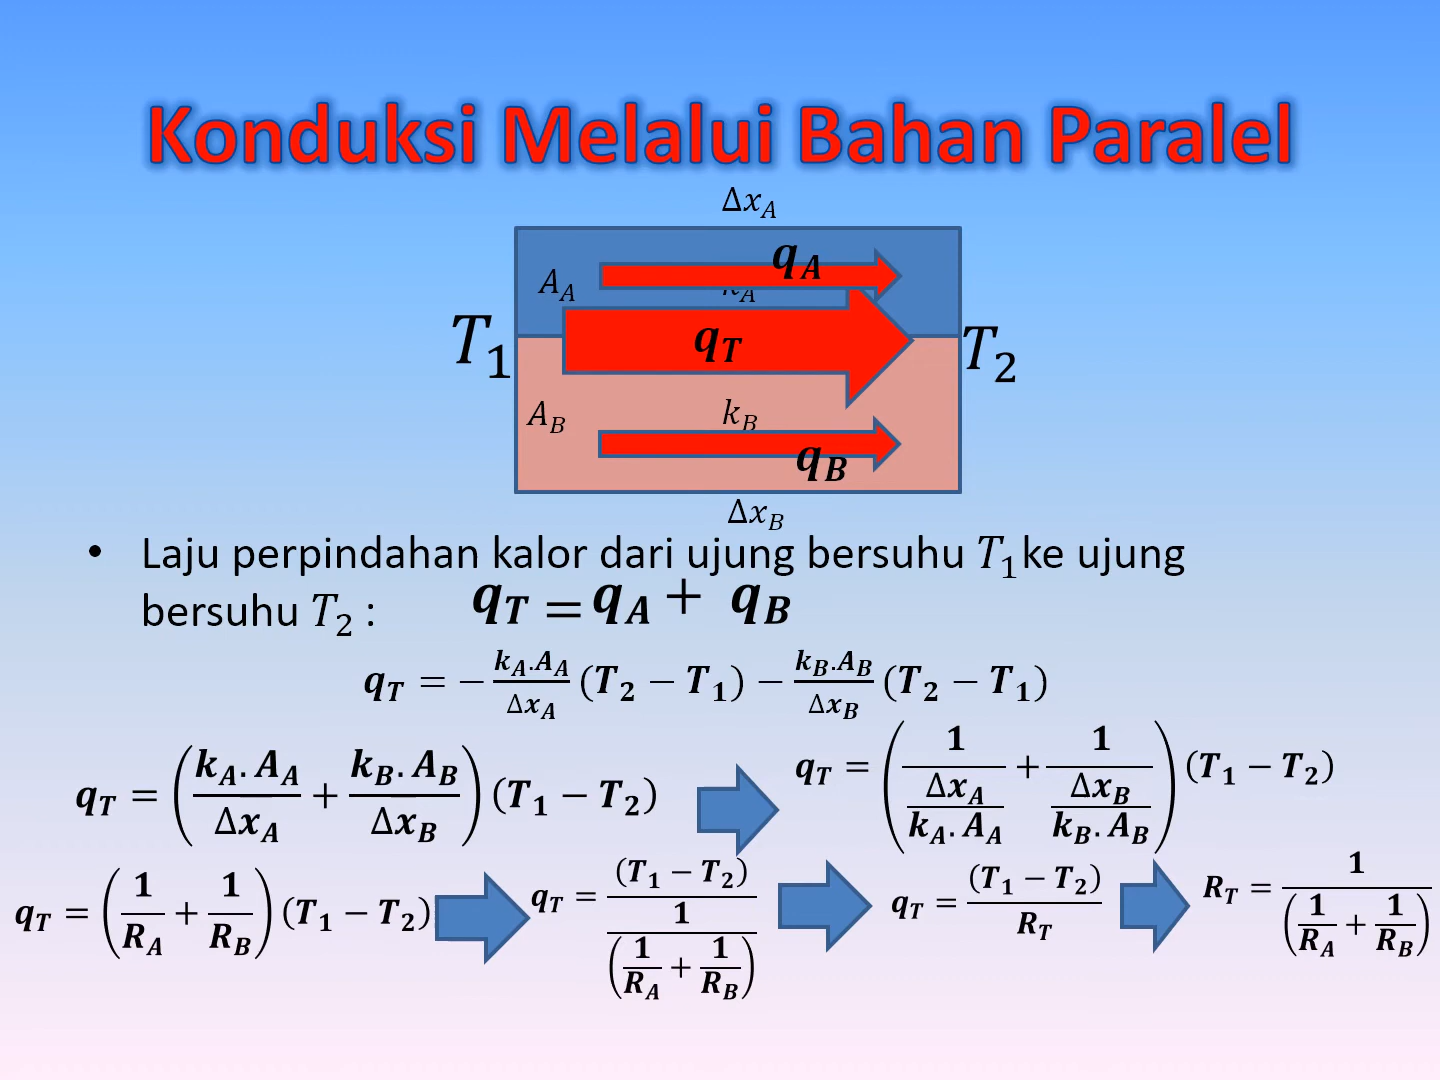 Konduksi Melalui Bahan Paralel
Δx_A
q_A
A_A
k_A
T_1
q_T
T_2
A_B
k_B
q_B
Δx_B
• Laju perpindahan kalor dari ujung bersuhu T_1 ke ujung
bersuhu T_2 : q_T = q_A + q_B
q_T = − (k_A.A_A)/(Δx_A) (T_2 − T_1) − (k_B.A_B)/(Δx_B) (T_2 − T_1)
q_T = ((k_A.A_A)/(Δx_A) + (k_B.A_B)/(Δx_B)) (T_1 − T_2)
q_T = (1/((Δx_A)/(k_A.A_A)) + 1/((Δx_B)/(k_B.A_B))) (T_1 − T_2)
q_T = (1/R_A + 1/R_B) (T_1 − T_2)
q_T = (T_1 − T_2)/(1/(1/R_A + 1/R_B))
q_T = (T_1 − T_2)/R_T
R_T = 1/(1/R_A + 1/R_B)